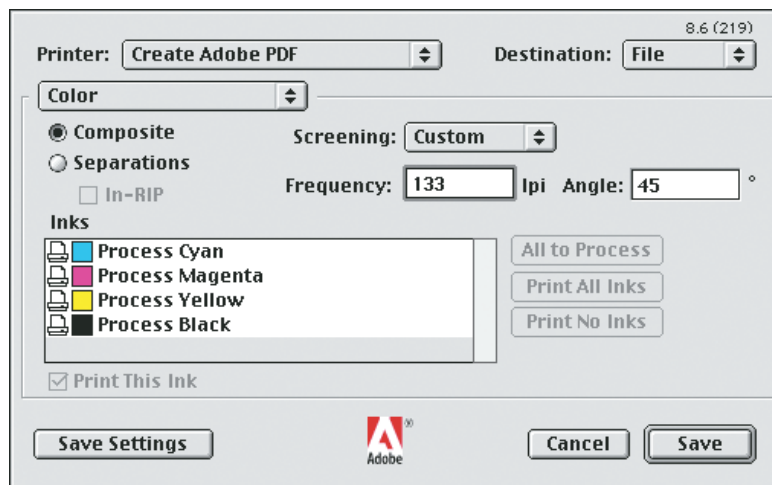 8.6 (219)
Printer: Create Adobe PDF Destination: File
Color
Composite Screening: Custom
Separations
In-RIP Frequency: 133 lpi Angle: 45 °
Inks
Process Cyan All to Process
Process Magenta Print All Inks
Process Yellow
Process Black Print No Inks
Print This Ink
Save Settings Adobe® Cancel Save